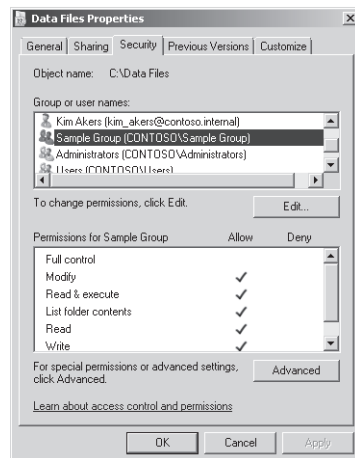 Data Files Properties
General Sharing Security Previous Versions Customize
Object name: C:\Data Files
Group or user names:
Kim Akers (kim_akers@contoso.internal)
Sample Group (CONTOSO\Sample Group)
Administrators (CONTOSO\Administrators)
Users (CONTOSO\Users)
To change permissions, click Edit. Edit...
Permissions for Sample Group Allow Deny
Full control
Modify
Read & execute
List folder contents
Read
Write
For special permissions or advanced settings, Advanced
click Advanced.
Learn about access control and permissions
OK Cancel Apply